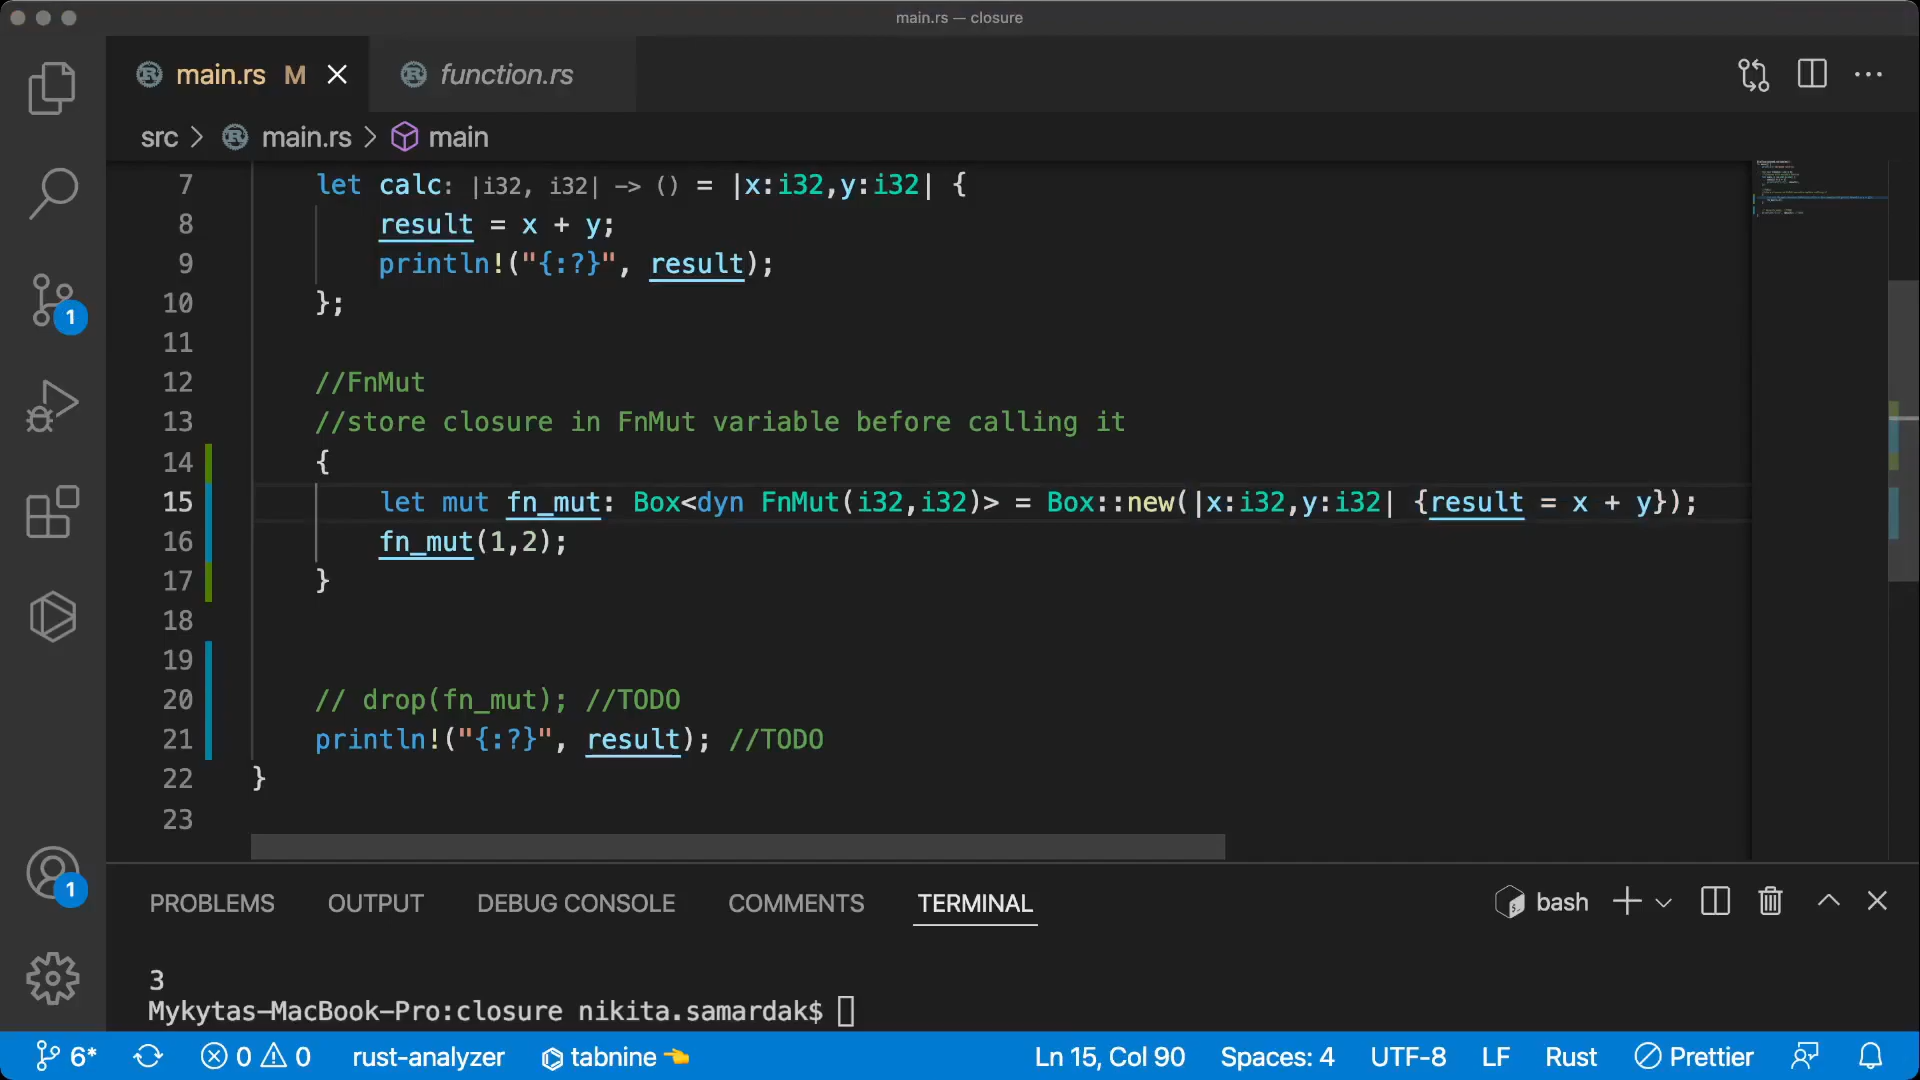 main.rs — closure
main.rs M function.rs
src > main.rs > main
7 let calc: |i32, i32| -> () = |x:i32,y:i32| {
8 result = x + y;
9 println!("{:?}", result);
10 };
11
12 //FnMut
13 //store closure in FnMut variable before calling it
14 {
15 let mut fn_mut: Box<dyn FnMut(i32,i32)> = Box::new(|x:i32,y:i32| {result = x + y});
16 fn_mut(1,2);
17 }
18
19
20 // drop(fn_mut); //TODO
21 println!("{:?}", result); //TODO
22 }
23
1
1
PROBLEMS OUTPUT DEBUG CONSOLE COMMENTS TERMINAL bash
3
Mykytas-MacBook-Pro:closure nikita.samardak$
6* 0 0 rust-analyzer tabnine Ln 15, Col 90 Spaces: 4 UTF-8 LF Rust Prettier